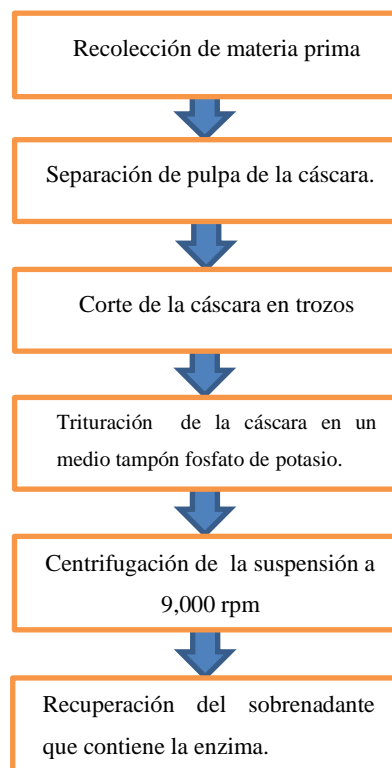 Recolección de materia prima
Separación de pulpa de la cáscara.
Corte de la cáscara en trozos
Trituración de la cáscara en un
medio tampón fosfato de potasio.
Centrifugación de la suspensión a
9,000 rpm
Recuperación del sobrenadante
que contiene la enzima.